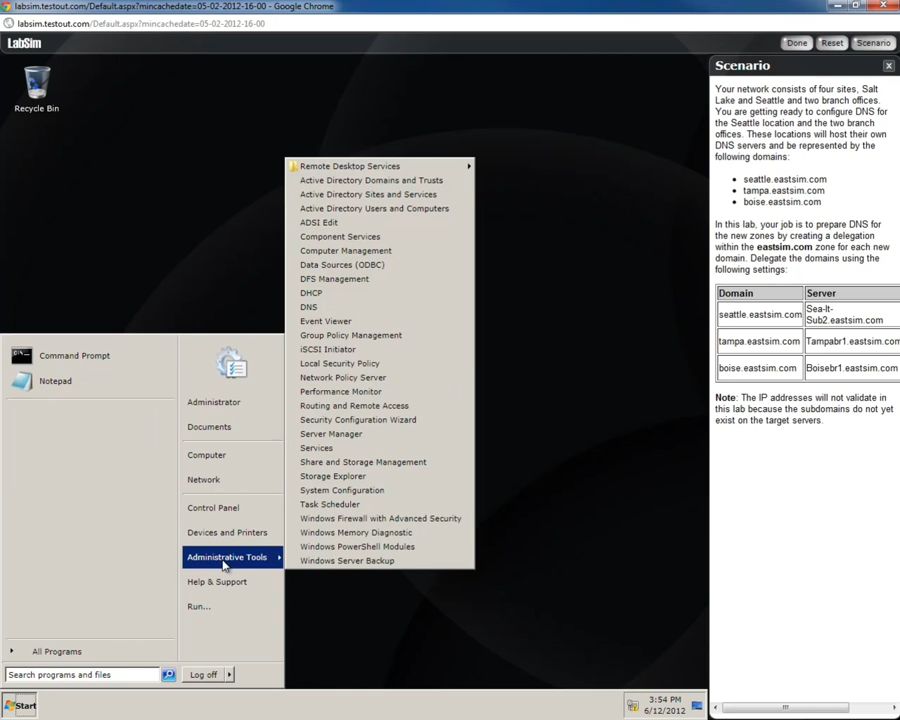 labsim.testout.com/Default.aspx?mincachedate=05-02-2012-16-00 - Google Chrome
labsim.testout.com/Default.aspx?mincachedate=05-02-2012-16-00
LabSim
Done
Reset
Scenario
Recycle Bin
Remote Desktop Services
Active Directory Domains and Trusts
Active Directory Sites and Services
Active Directory Users and Computers
ADSI Edit
Component Services
Computer Management
Data Sources (ODBC)
DFS Management
DHCP
DNS
Event Viewer
Group Policy Management
iSCSI Initiator
Local Security Policy
Network Policy Server
Performance Monitor
Routing and Remote Access
Security Configuration Wizard
Server Manager
Services
Share and Storage Management
Storage Explorer
System Configuration
Task Scheduler
Windows Firewall with Advanced Security
Windows Memory Diagnostic
Windows PowerShell Modules
Windows Server Backup
Command Prompt
Notepad
Administrator
Documents
Computer
Network
Control Panel
Devices and Printers
Administrative Tools
Help & Support
Run...
All Programs
Search programs and files
Log off
Start
3:54 PM
6/12/2012
Scenario
Your network consists of four sites, Salt
Lake and Seattle and two branch offices.
You are getting ready to configure DNS for
the Seattle location and the two branch
offices. These locations will host their own
DNS servers and be represented by the
following domains:
• seattle.eastsim.com
• tampa.eastsim.com
• boise.eastsim.com
In this lab, your job is to prepare DNS for
the new zones by creating a delegation
within the eastsim.com zone for each new
domain. Delegate the domains using the
following settings:
Domain Server
seattle.eastsim.com Sea-It-
Sub2.eastsim.com
tampa.eastsim.com Tampabr1.eastsim.com
boise.eastsim.com Boisebr1.eastsim.com
Note: The IP addresses will not validate in
this lab because the subdomains do not yet
exist on the target servers.